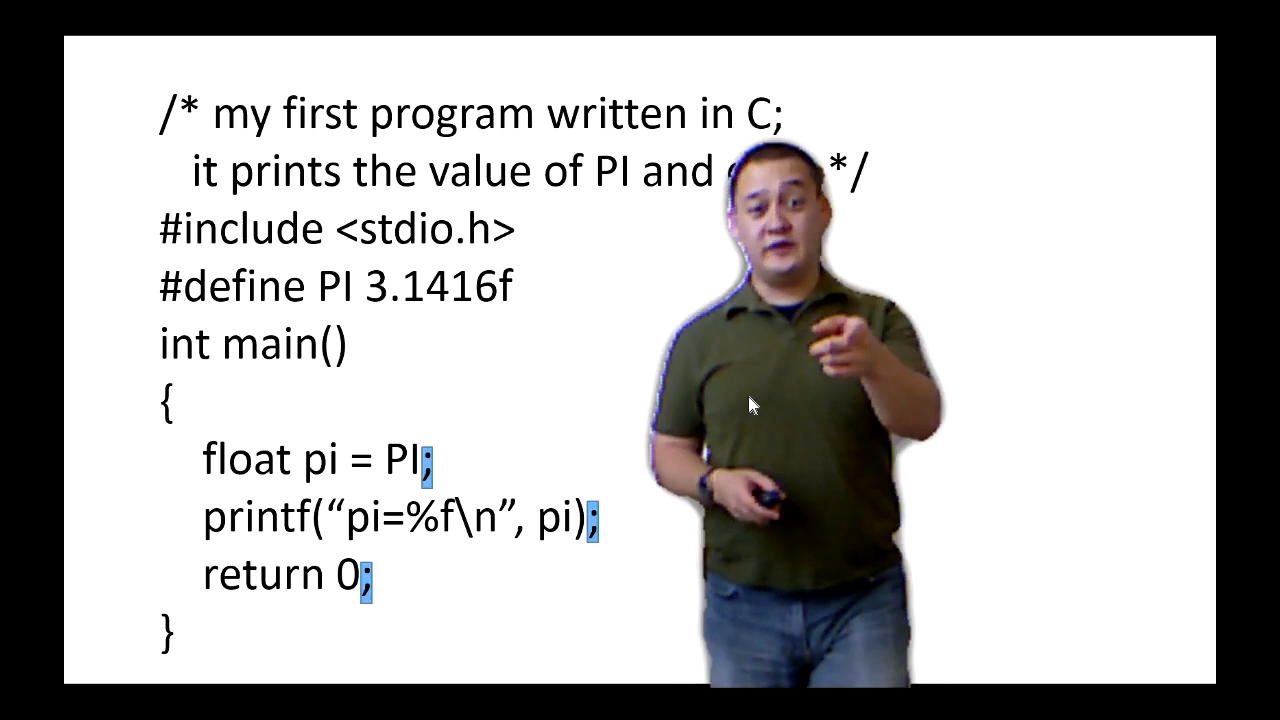 /* my first program written in C;
it prints the value of PI and */
#include <stdio.h>
#define PI 3.1416f
int main()
{
float pi = PI;
printf(“pi=%f\n”, pi);
return 0;
}